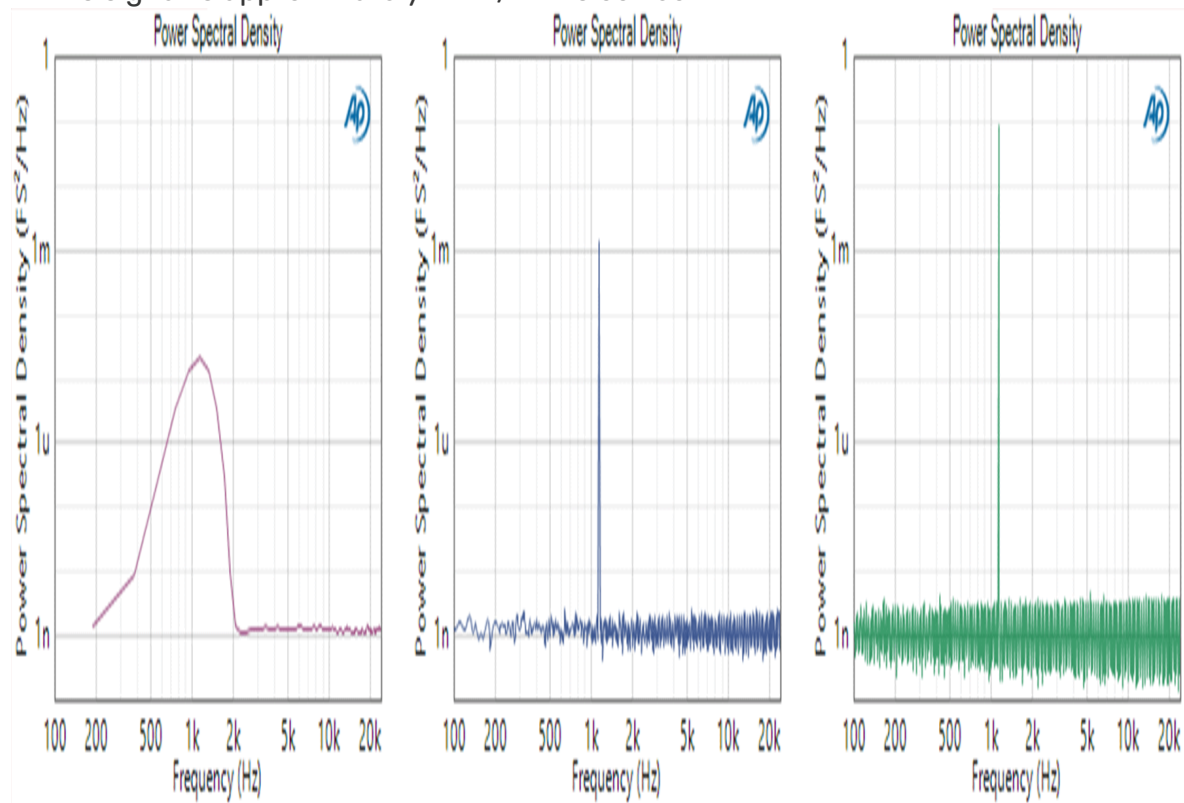 Power Spectral Density
Power Spectral Density (FS²/Hz)
1
1m
1u
1n
100 200 500 1k 2k 5k 10k 20k
Frequency (Hz)
AP
Power Spectral Density
Power Spectral Density (FS²/Hz)
1
1m
1u
1n
100 200 500 1k 2k 5k 10k 20k
Frequency (Hz)
AP
Power Spectral Density
Power Spectral Density (FS²/Hz)
1
1m
1u
1n
100 200 500 1k 2k 5k 10k 20k
Frequency (Hz)
AP